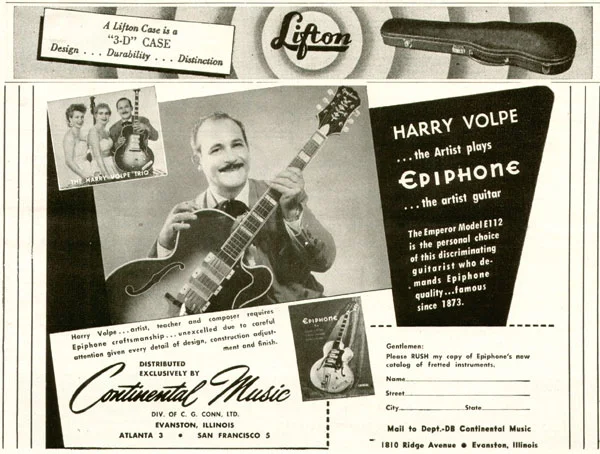 A Lifton Case is a
"3-D" CASE
Design . . . Durability . . . Distinction
Lifton
THE HARRY VOLPE TRIO
HARRY VOLPE
...the Artist plays
EPIPHONE
...the artist guitar
The Emperor Model E112
is the personal choice
of this discriminating
guitarist who de-
mands Epiphone
quality...famous
since 1873.
Harry Volpe...artist, teacher and composer requires
Epiphone craftsmanship...unexcelled due to careful
attention given every detail of design, construction adjust-
ment and finish.
DISTRIBUTED
EXCLUSIVELY BY
Continental Music
DIV. OF C. G. CONN, LTD.
EVANSTON, ILLINOIS
ATLANTA 3 • SAN FRANCISCO 5
EPIPHONE
Gentlemen:
Please RUSH my copy of Epiphone's new
catalog of fretted instruments.
Name
Street
City State
Mail to Dept.-DB Continental Music
1810 Ridge Avenue • Evanston, Illinois